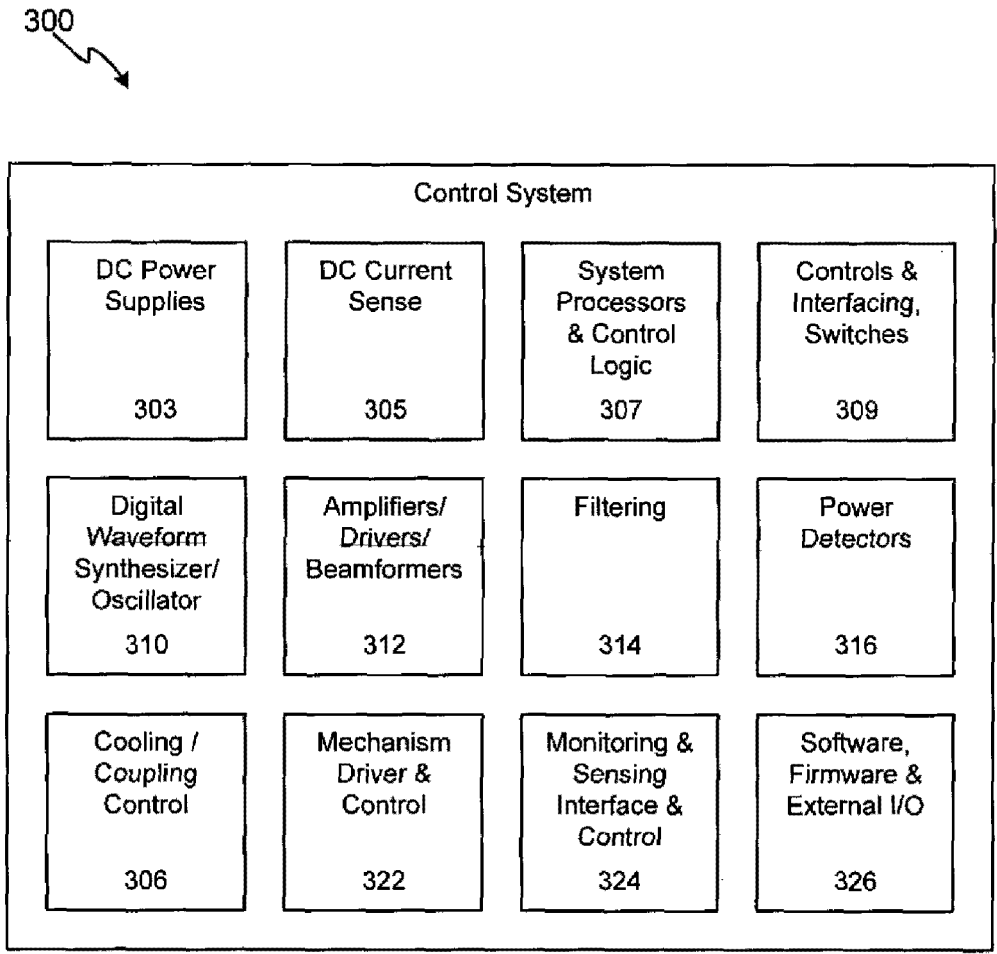 300
Control System
DC Power
Supplies
303
DC Current
Sense
305
System
Processors
& Control
Logic
307
Controls &
Interfacing,
Switches
309
Digital
Waveform
Synthesizer/
Oscillator
310
Amplifiers/
Drivers/
Beamformers
312
Filtering
314
Power
Detectors
316
Cooling /
Coupling
Control
306
Mechanism
Driver &
Control
322
Monitoring &
Sensing
Interface &
Control
324
Software,
Firmware &
External I/O
326